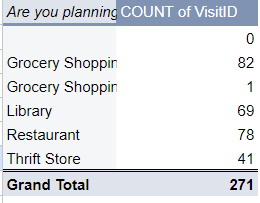 Are you planning COUNT of VisitID
0
Grocery Shoppin 82
Grocery Shoppin 1
Library 69
Restaurant 78
Thrift Store 41
Grand Total 271